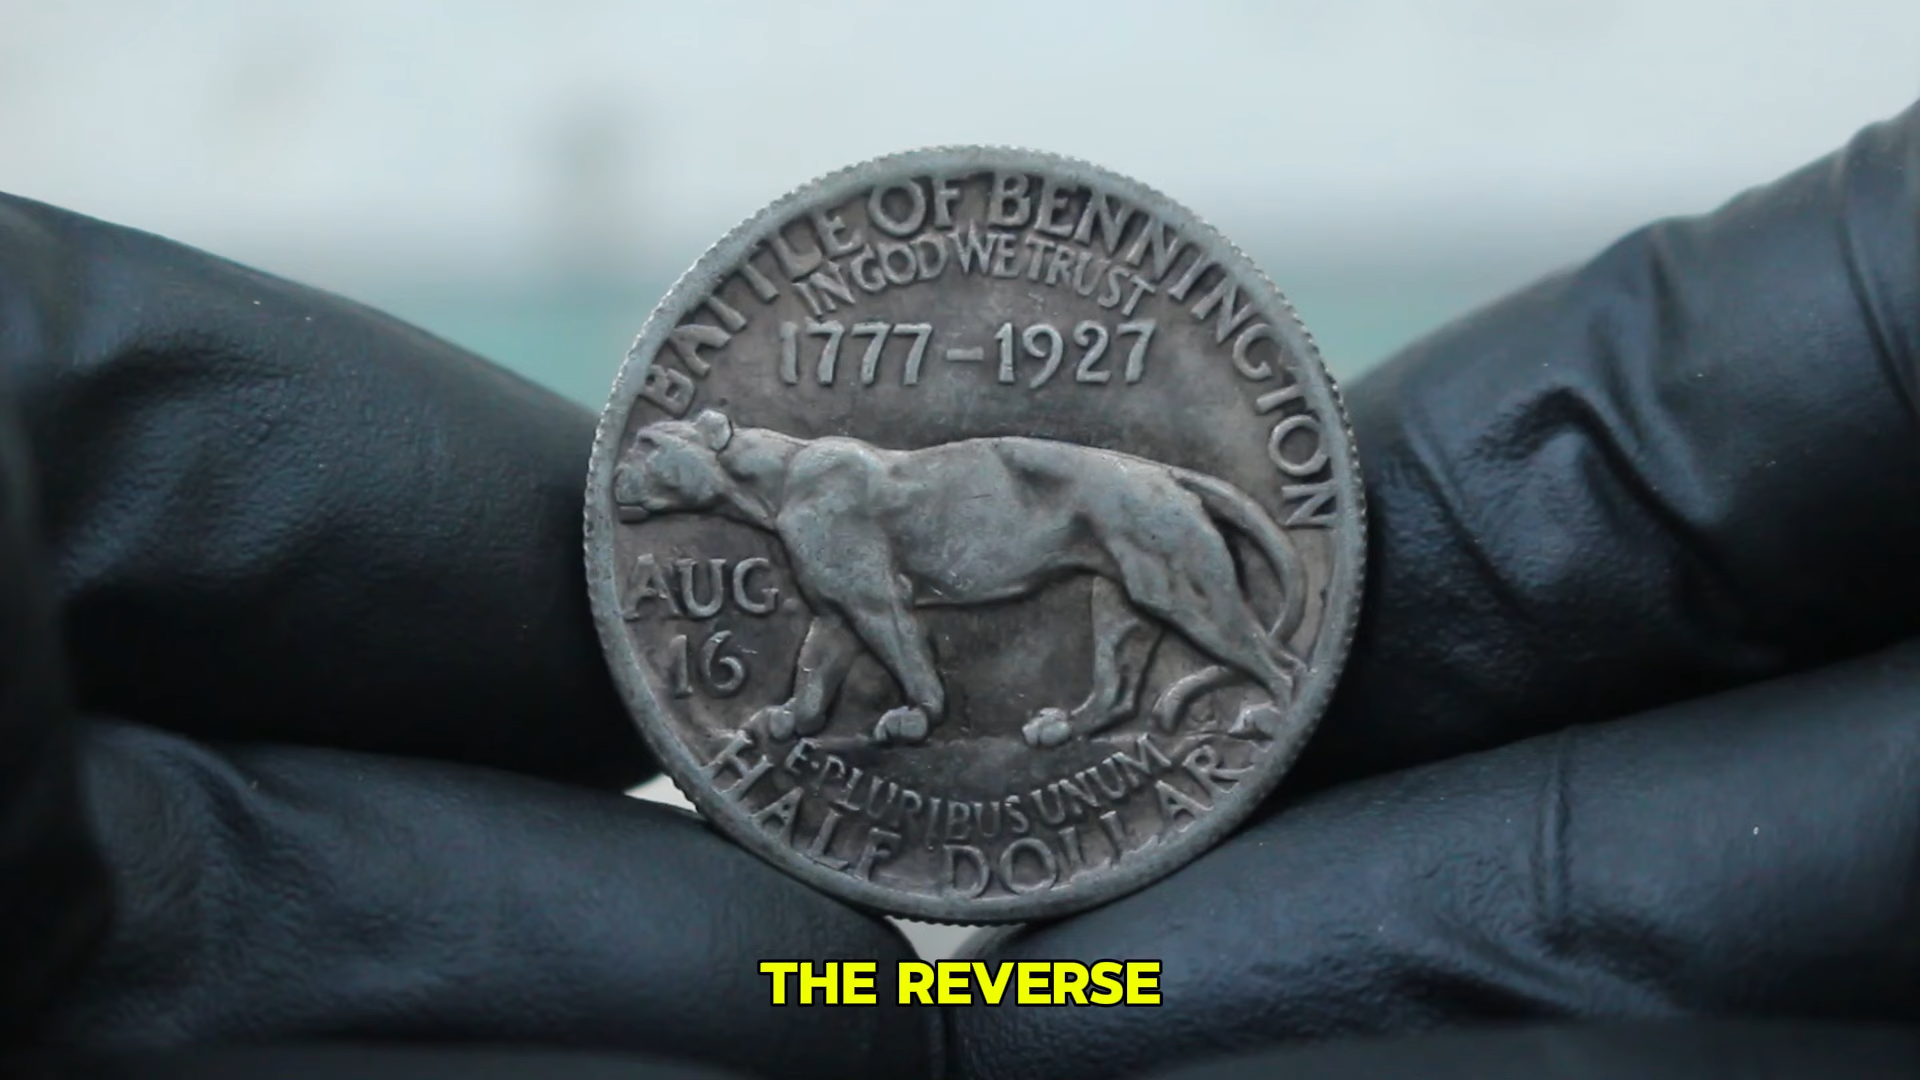 BATTLE OF BENNINGTON
IN GOD WE TRUST
1777-1927
AUG.
16
E·PLURIBUS UNUM
HALF DOLLAR
THE REVERSE